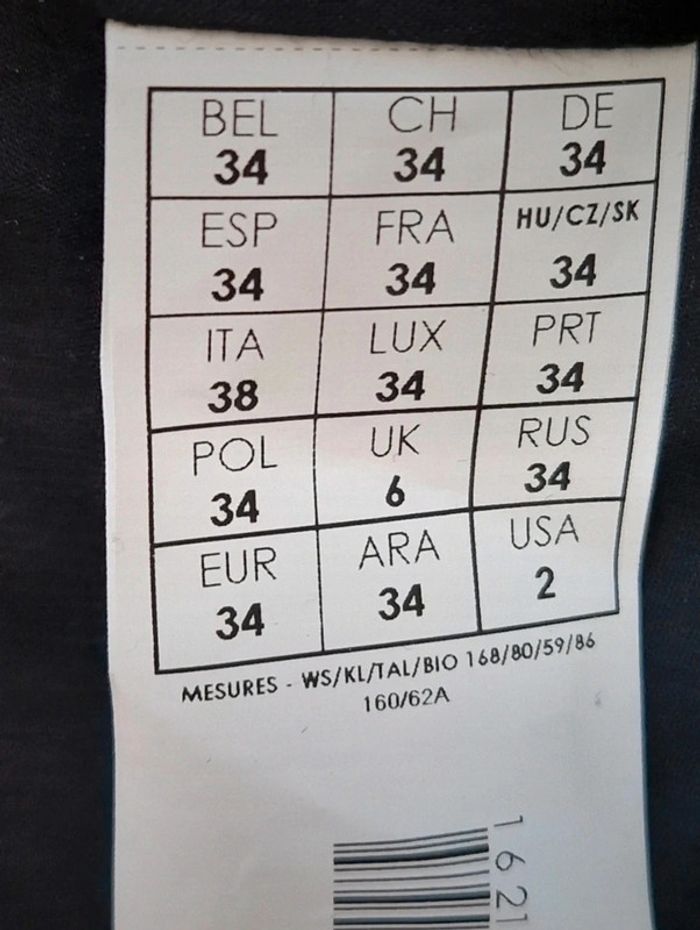 BEL CH DE
34 34 34
ESP FRA HU/CZ/SK
34 34 34
ITA LUX PRT
38 34 34
POL UK RUS
34 6 34
EUR ARA USA
34 34 2
MESURES - WS/KL/TAL/BIO 168/80/59/86
160/62A
1621